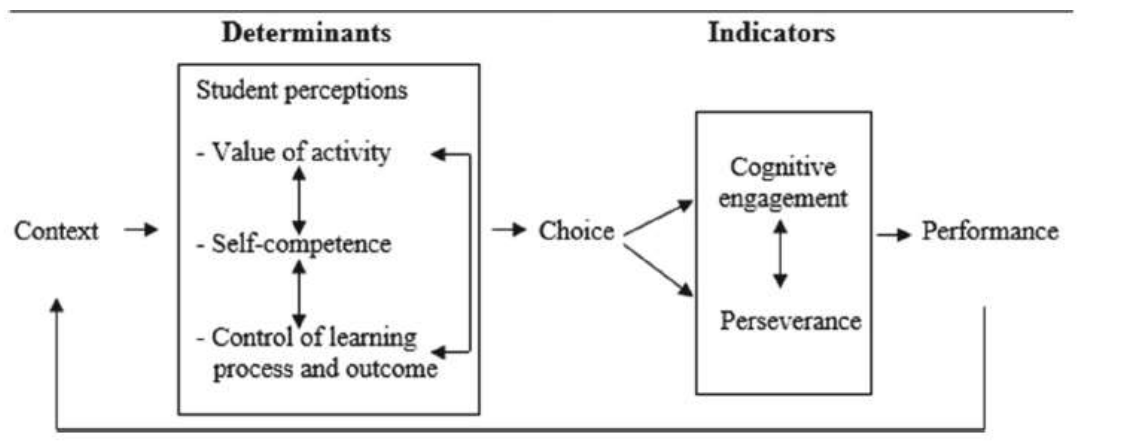 Determinants
Indicators
Student perceptions
- Value of activity
- Self-competence
- Control of learning
process and outcome
Context
Choice
Cognitive
engagement
Perseverance
Performance